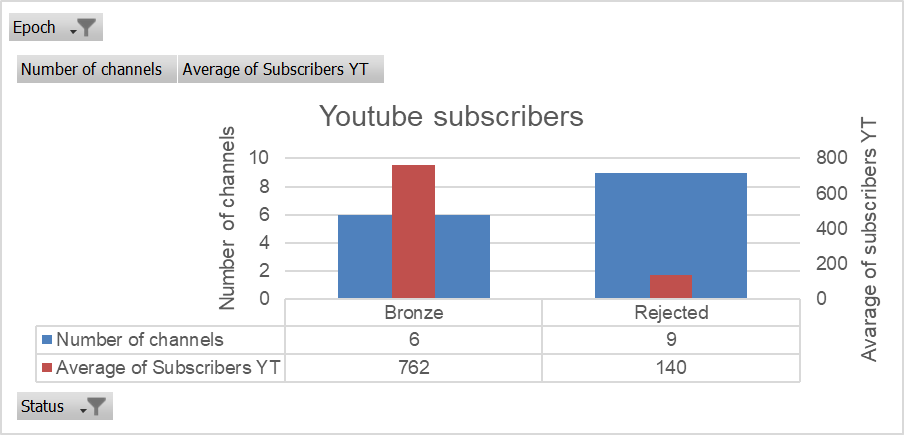 Epoch
Number of channels Average of Subscribers YT
Youtube subscribers
Number of channels
10
8
6
4
2
0
800
600
400
200
0
Avarage of subscribers YT
Bronze Rejected
Number of channels 6 9
Average of Subscribers YT 762 140
Status